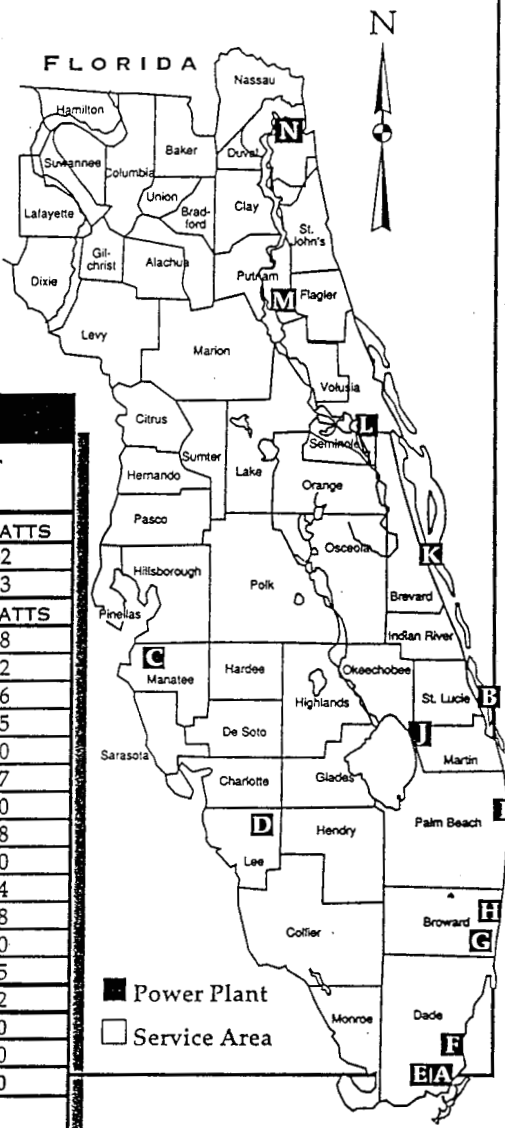 N
FLORIDA
Nassau
Hamilton
N
Baker
Duval
Suwannee
Columbia
Union
Clay
Lafayette
Brad-
ford
St.
John's
Gil-
christ
Alachua
Dixie
Putnam
M
Flagler
Levy
Marion
Volusia
Citrus
L
Seminole
Sumter
Lake
Hernando
Orange
Pasco
Osceola
K
Hillsborough
Polk
Brevard
Pinellas
Indian River
C
Manatee
Hardee
Okeechobee
Highlands
St. Lucie
B
De Soto
J
Martin
Sarasota
Charlotte
Glades
Palm Beach
D
Hendry
Lee
Broward
H
Collier
G
Power Plant
Monroe
Dade
Service Area
F
E A
ATTS
2
3
ATTS
8
2
6
5
0
7
0
8
0
4
8
0
5
2
0
0
0